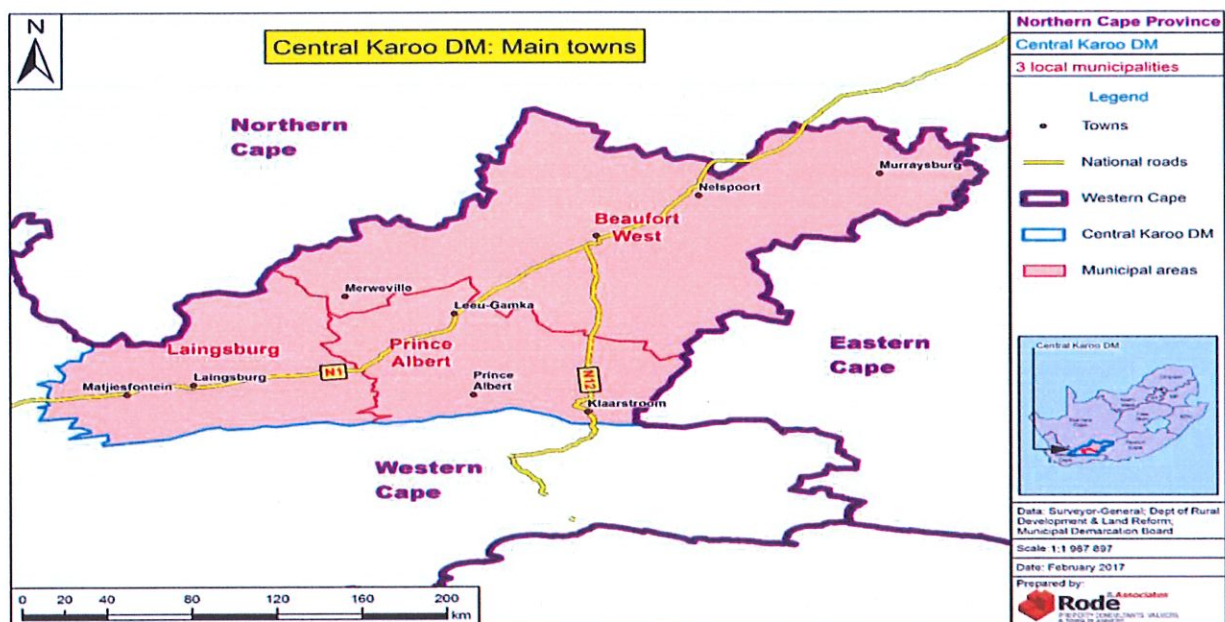 N
Central Karoo DM: Main towns
Northern
Cape
Murraysburg
Nelspoort
Beaufort
West
Merweville
Leeu-Gamka
Laingsburg
Prince
Albert
Eastern
Cape
Matjiesfontein
Laingsburg
N1
Prince
Albert
N12
Klaarstroom
Western
Cape
0 20 40 80 120 160 200
km
Northern Cape Province
Central Karoo DM
3 local municipalities
Legend
Towns
National roads
Western Cape
Central Karoo DM
Municipal areas
Central Karoo DM
Data: Surveyor-General; Dept of Rural
Development & Land Reform;
Municipal Demarcation Board
Scale 1:1 987 897
Date: February 2017
Prepared by:
& Associates
Rode
PROPERTY CONSULTANTS, VALUERS